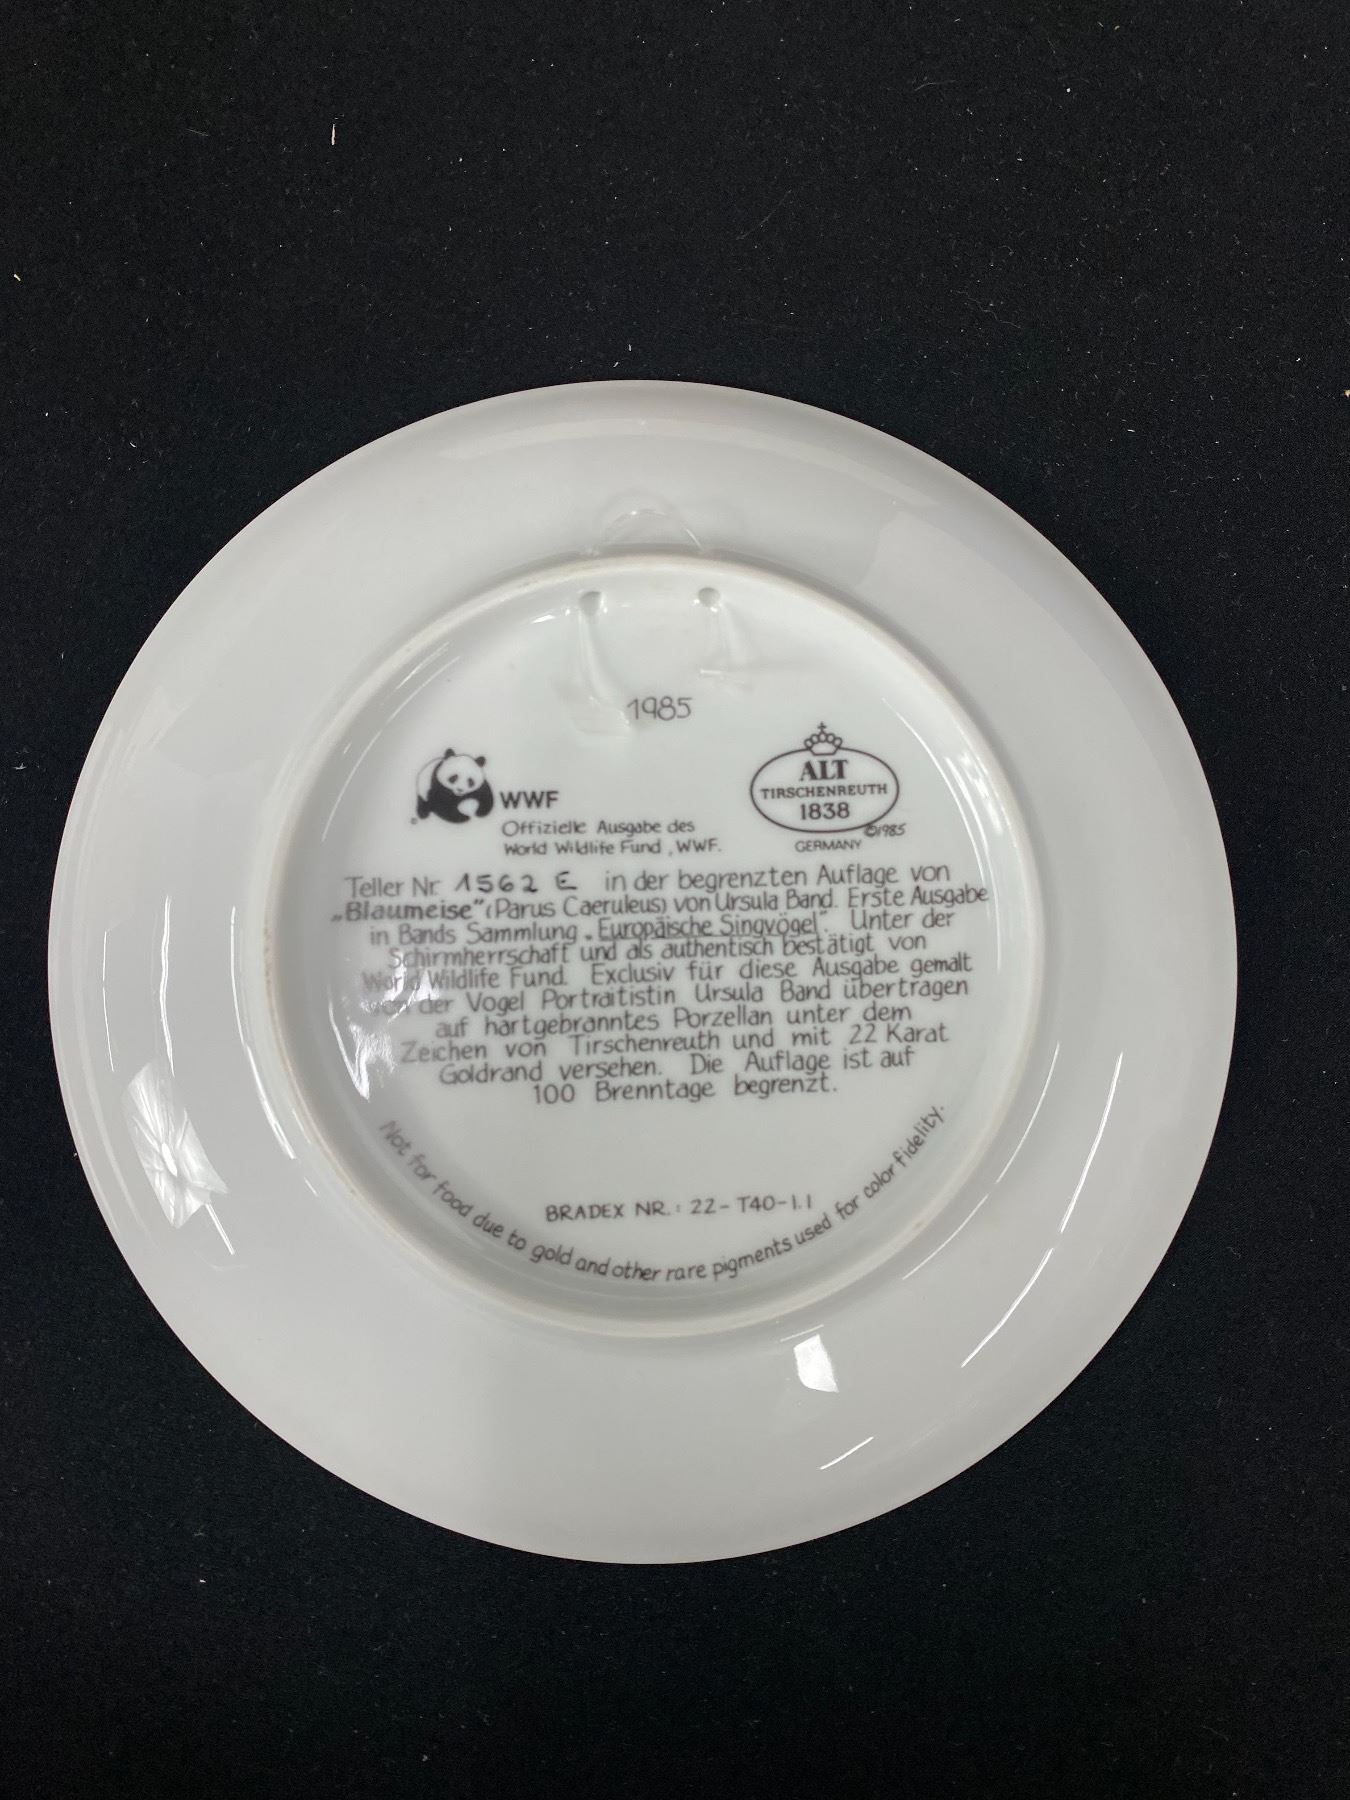 1985
WWF
Offizielle Ausgabe des
World Wildlife Fund, WWF.
ALT
TIRSCHENREUTH
1838
©1985
GERMANY
Teller Nr. 1562 E in der begrenzten Auflage von
„Blaumeise" (Parus Caeruleus) von Ursula Band. Erste Ausgabe
in Bands Sammlung „Europäische Singvögel". Unter der
Schirmherrschaft und als authentisch bestätigt von
World Wildlife Fund. Exclusiv für diese Ausgabe gemalt
von der Vogel Portraitistin Ursula Band übertragen
auf hartgebranntes Porzellan unter dem
Zeichen von Tirschenreuth und mit 22 Karat
Goldrand versehen. Die Auflage ist auf
100 Brenntage begrenzt.
BRADEX NR.: 22-T40-1.1
Not for food due to gold and other rare pigments used for color fidelity.